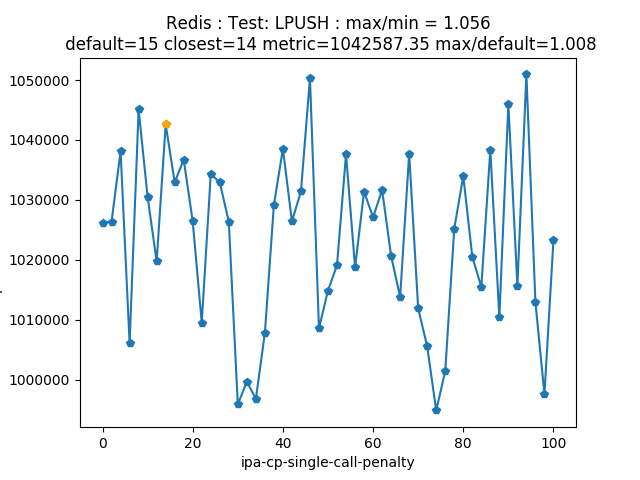 Redis : Test: LPUSH : max/min = 1.056
default=15 closest=14 metric=1042587.35 max/default=1.008
1050000
1040000
1030000
1020000
1010000
1000000
0 20 40 60 80 100
ipa-cp-single-call-penalty